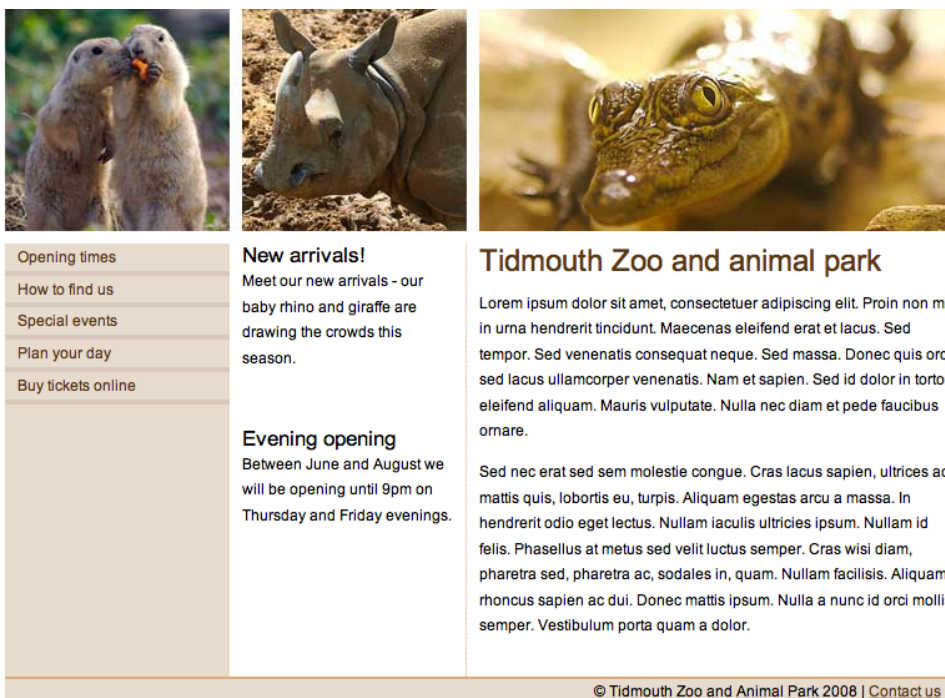 Opening times
How to find us
Special events
Plan your day
Buy tickets online
New arrivals!
Meet our new arrivals - our
baby rhino and giraffe are
drawing the crowds this
season.
Evening opening
Between June and August we
will be opening until 9pm on
Thursday and Friday evenings.
Tidmouth Zoo and animal park
Lorem ipsum dolor sit amet, consectetuer adipiscing elit. Proin non
in urna hendrerit tincidunt. Maecenas eleifend erat et lacus. Sed
tempor. Sed venenatis consequat neque. Sed massa. Donec quis
sed lacus ullamcorper venenatis. Nam et sapien. Sed id dolor in
eleifend aliquam. Mauris vulputate. Nulla nec diam et pede faucibus
ornare.
Sed nec erat sed sem molestie congue. Cras lacus sapien, ultrices
mattis quis, lobortis eu, turpis. Aliquam egestas arcu a massa. In
hendrerit odio eget lectus. Nullam iaculis ultricies ipsum. Nullam id
felis. Phasellus at metus sed velit luctus semper. Cras wisi diam,
pharetra sed, pharetra ac, sodales in, quam. Nullam facilisis. Aliquam
rhoncus sapien ac dui. Donec mattis ipsum. Nulla a nunc id orci
semper. Vestibulum porta quam a dolor.
© Tidmouth Zoo and Animal Park 2008 | Contact us